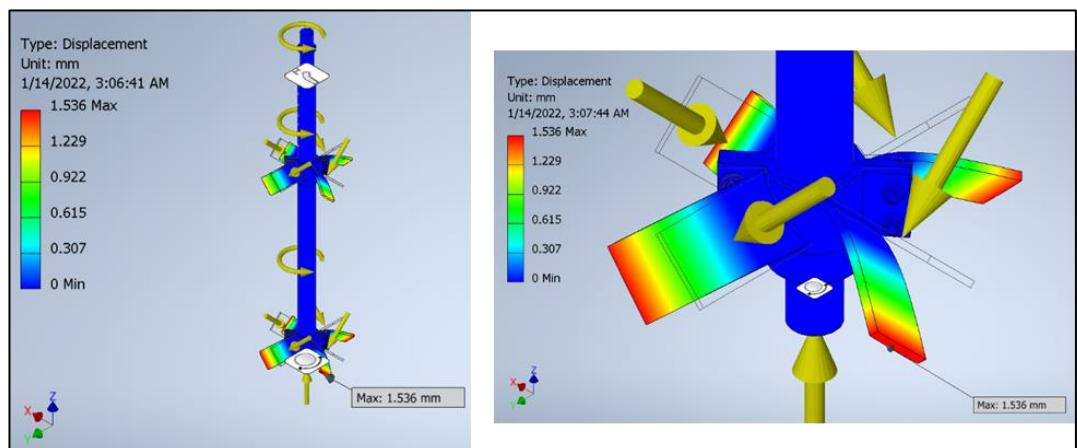 Type: Displacement
Unit: mm
1/14/2022, 3:06:41 AM
1.536 Max
1.229
0.922
0.615
0.307
0 Min
Max: 1.536 mm
Z
X
Y
Type: Displacement
Unit: mm
1/14/2022, 3:07:44 AM
1.536 Max
1.229
0.922
0.615
0.307
0 Min
Max: 1.536 mm
Z
X
Y